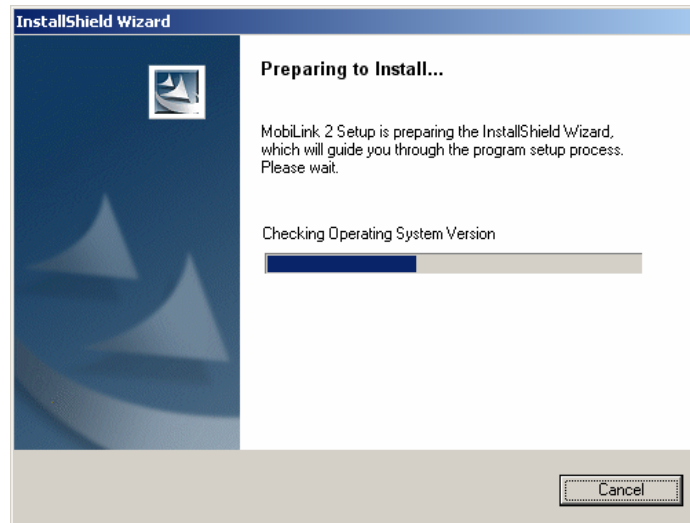 InstallShield Wizard
Preparing to Install...
MobiLink 2 Setup is preparing the InstallShield Wizard,
which will guide you through the program setup process.
Please wait.
Checking Operating System Version
Cancel